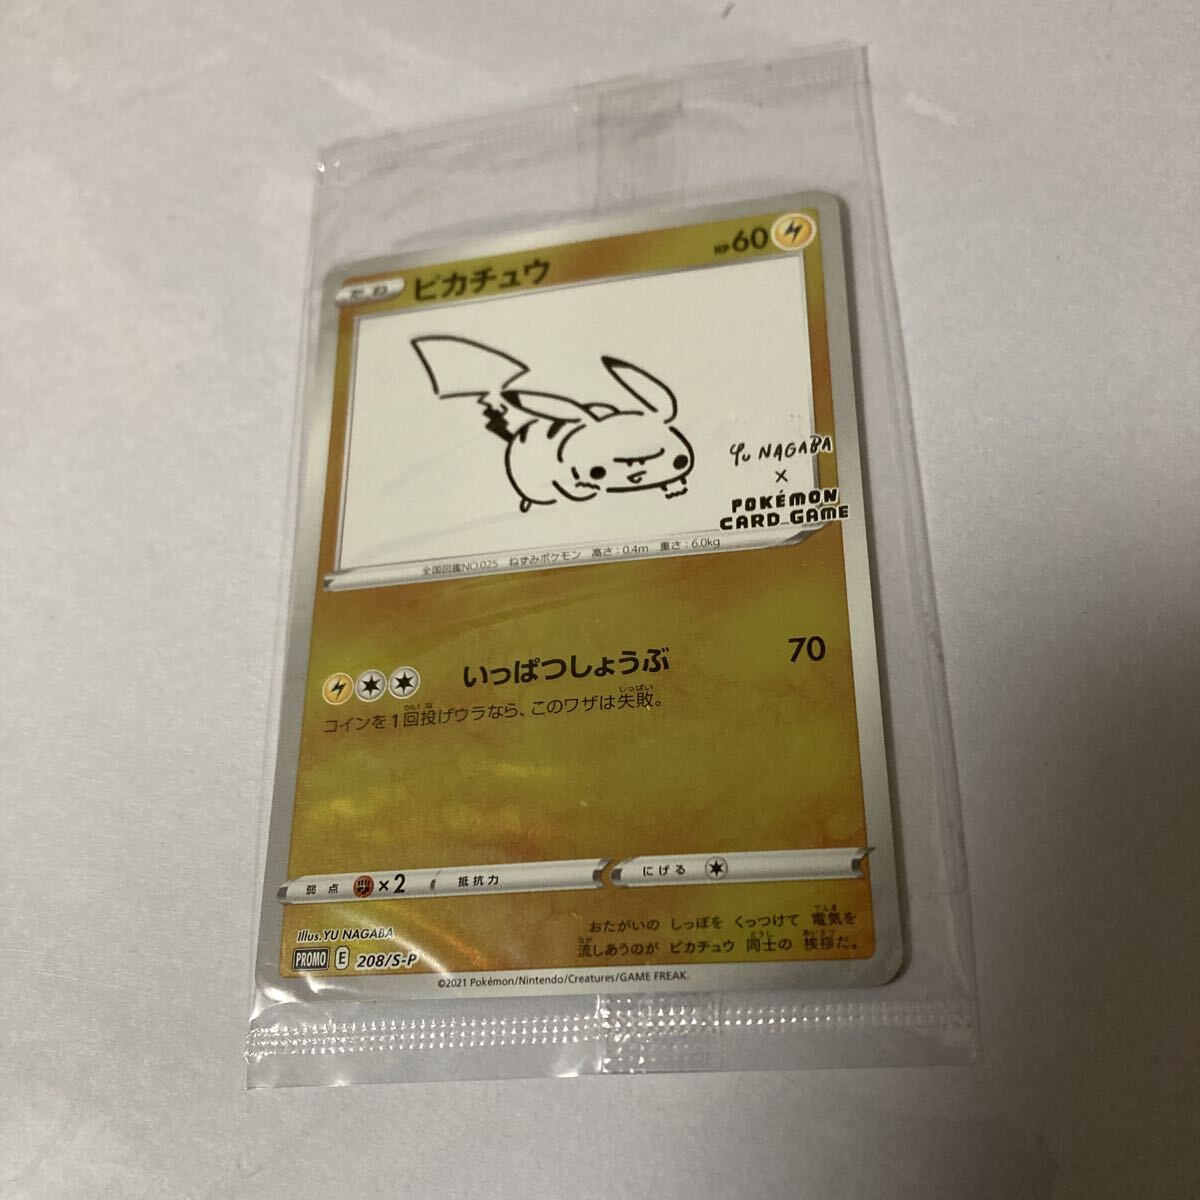 たね ピカチュウ HP60
YU NAGABA
×
POKÉMON
CARD GAME
全国図鑑NO.025 ねずみポケモン 高さ:0.4m 重さ:6.0kg
いっぱつしょうぶ 70
コインを1回投げウラなら、このワザは失敗。
弱点 ×2 抵抗力 にげる
Illus. YU NAGABA
PROMO E 208/S-P
おたがいの しっぽを くっつけて 電気を
流しあうのが ピカチュウ 同士の 挨拶だ。
©2021 Pokémon/Nintendo/Creatures/GAME FREAK.